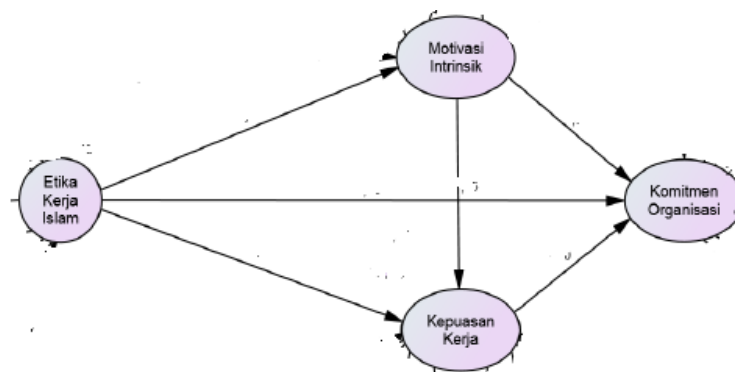 Motivasi
Intrinsik
Etika
Kerja
Islam
Komitmen
Organisasi
Kepuasan
Kerja